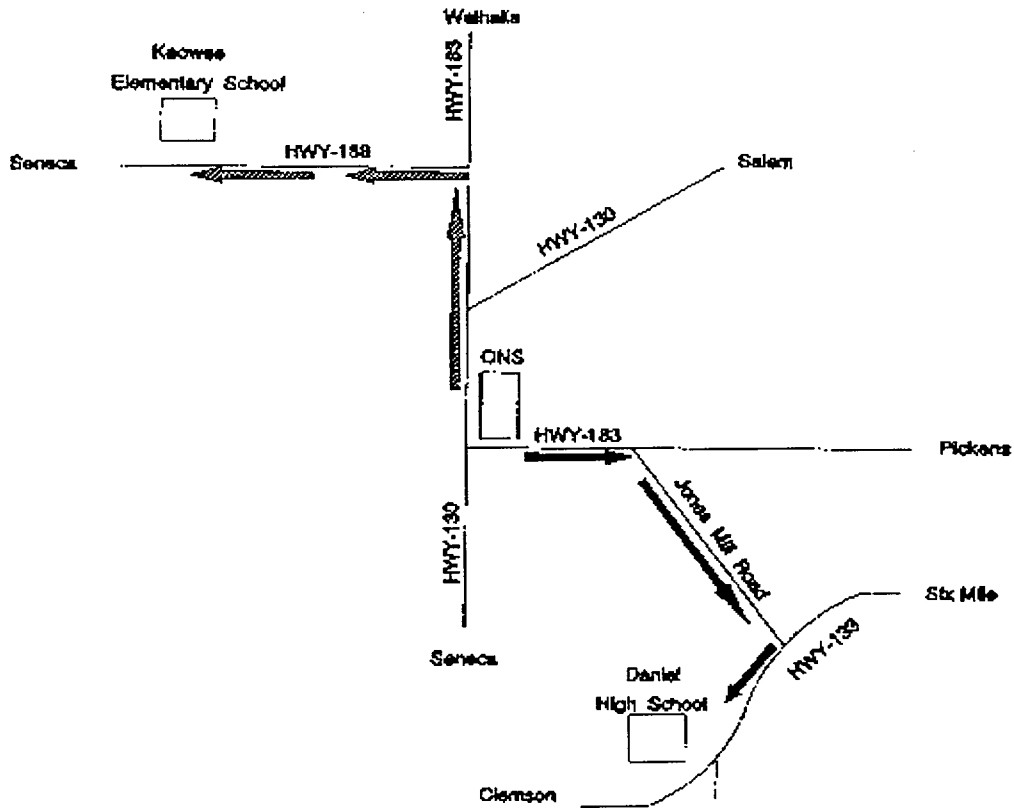 Walhalla
Keowee
Elementary School
HWY-183
Seneca
HWY-188
Salem
HWY-130
ONS
HWY-183
Pickens
HWY-130
Jones Mill Road
Six Mile
HWY-133
Seneca
Daniel
High School
Clemson